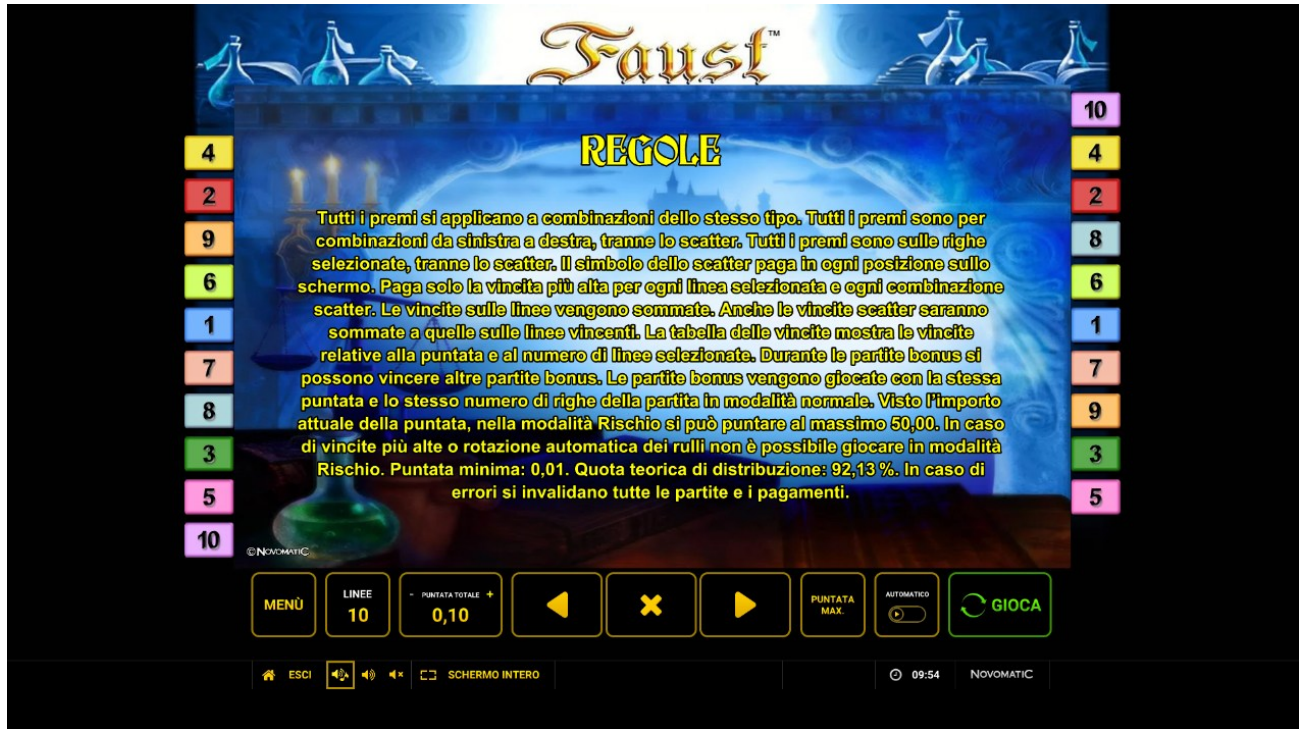 Faust™
REGOLE
Tutti i premi si applicano a combinazioni dello stesso tipo. Tutti i premi sono per
combinazioni da sinistra a destra, tranne lo scatter. Tutti i premi sono sulle righe
selezionate, tranne lo scatter. Il simbolo dello scatter paga in ogni posizione sullo
schermo. Paga solo la vincita più alta per ogni linea selezionata e ogni combinazione
scatter. Le vincite sulle linee vengono sommate. Anche le vincite scatter saranno
sommate a quelle sulle linee vincenti. La tabella delle vincite mostra le vincite
relative alla puntata e al numero di linee selezionate. Durante le partite bonus si
possono vincere altre partite bonus. Le partite bonus vengono giocate con la stessa
puntata e lo stesso numero di righe della partita in modalità normale. Visto l'importo
attuale della puntata, nella modalità Rischio si può puntare al massimo 50,00. In caso
di vincite più alte o rotazione automatica dei rulli non è possibile giocare in modalità
Rischio. Puntata minima: 0,01. Quota teorica di distribuzione: 92,13 %. In caso di
errori si invalidano tutte le partite e i pagamenti.
4
2
9
6
1
7
8
3
5
10
10
4
2
8
6
1
7
9
3
5
©NOVOMATIC
MENÙ
LINEE
10
- PUNTATA TOTALE +
0,10
PUNTATA
MAX.
AUTOMATICO
GIOCA
ESCI
SCHERMO INTERO
09:54
NOVOMATIC